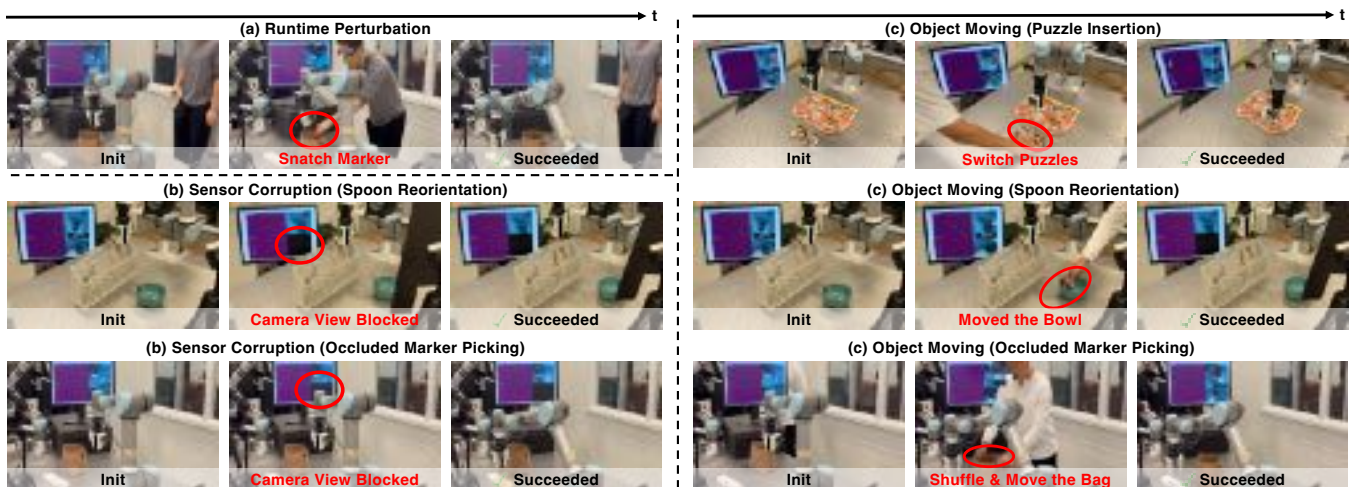 t
(a) Runtime Perturbation
Init
Snatch Marker
Succeeded
(b) Sensor Corruption (Spoon Reorientation)
Init
Camera View Blocked
Succeeded
(b) Sensor Corruption (Occluded Marker Picking)
Init
Camera View Blocked
Succeeded
t
(c) Object Moving (Puzzle Insertion)
Init
Switch Puzzles
Succeeded
(c) Object Moving (Spoon Reorientation)
Init
Moved the Bowl
Succeeded
(c) Object Moving (Occluded Marker Picking)
Init
Shuffle & Move the Bag
Succeeded